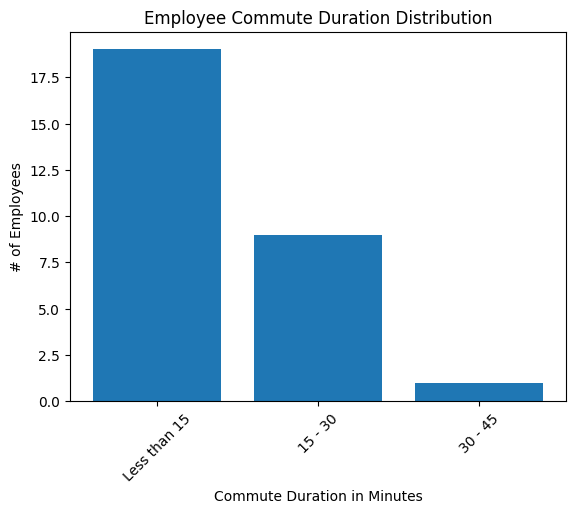 Employee Commute Duration Distribution
# of Employees
17.5
15.0
12.5
10.0
7.5
5.0
2.5
0.0
Less than 15
15 - 30
30 - 45
Commute Duration in Minutes